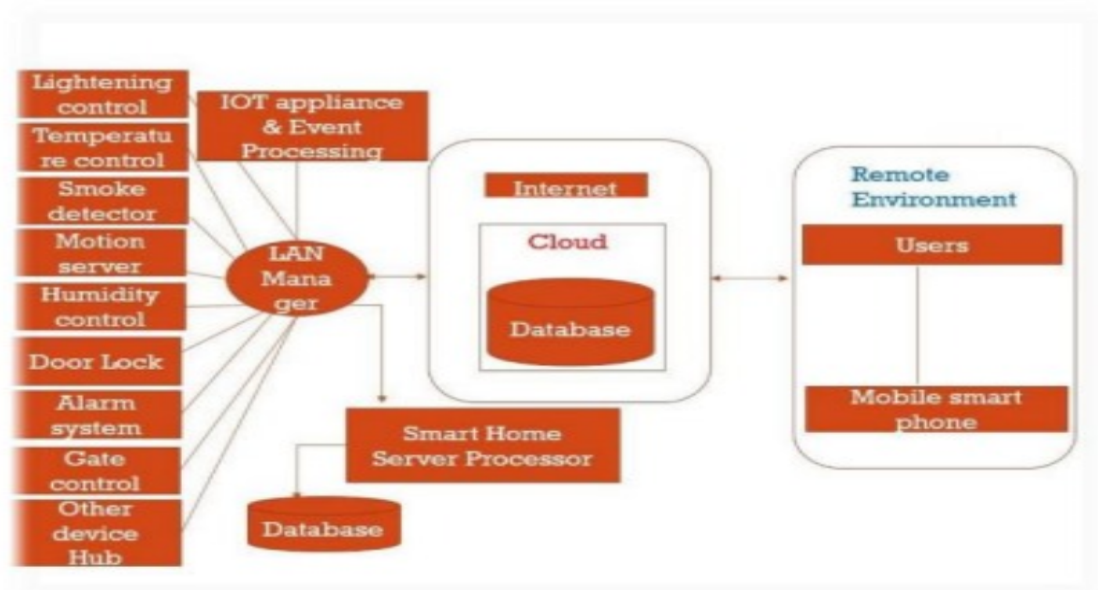 Lightening
control
Temperatu
re control
Smoke
detector
Motion
server
Humidity
control
Door Lock
Alarm
system
Gate
control
Other
device
Hub
IOT appliance
& Event
Processing
LAN
Mana
ger
Internet
Cloud
Database
Smart Home
Server Processor
Database
Remote
Environment
Users
Mobile smart
phone